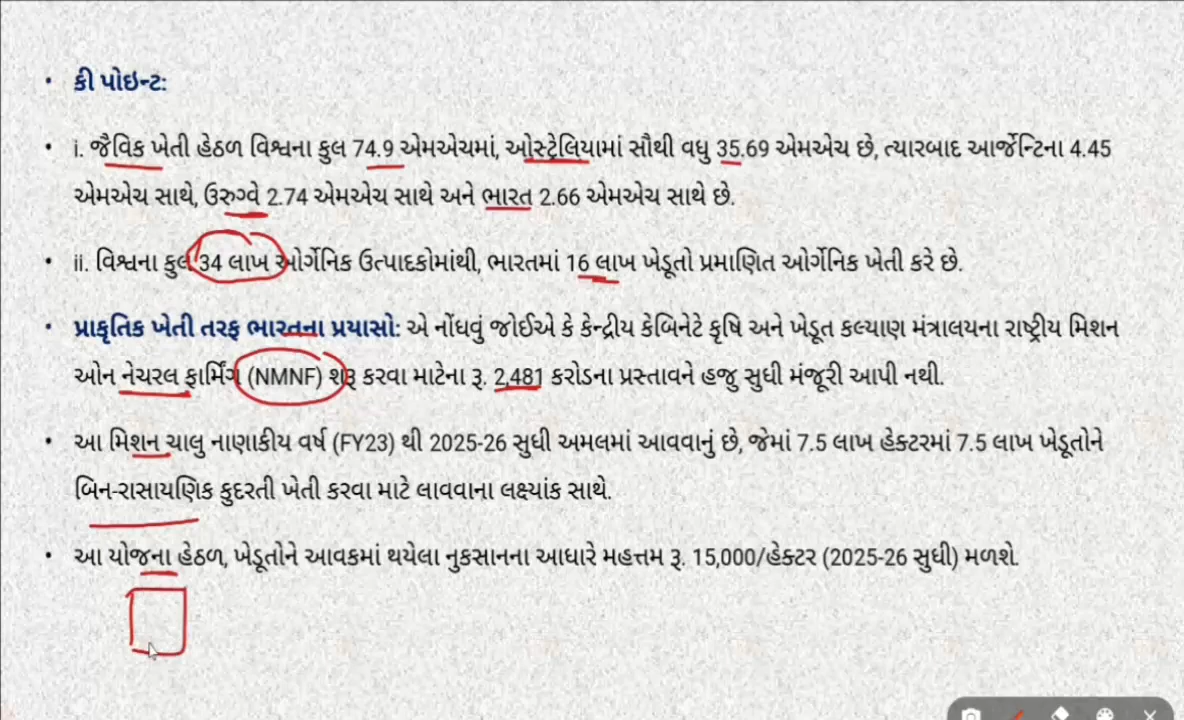 • કી પોઇન્ટ:
• i. જૈવિક ખેતી હેઠળ વિશ્વના કુલ 74.9 એમએચમાં, ઓસ્ટ્રેલિયામાં સૌથી વધુ 35.69 એમએચ છે, ત્યારબાદ આર્જેન્ટિના 4.45
એમએચ સાથે, ઉરુગ્વે 2.74 એમએચ સાથે અને ભારત 2.66 એમએચ સાથે છે.
• ii. વિશ્વના કુલ 34 લાખ ઓર્ગેનિક ઉત્પાદકોમાંથી, ભારતમાં 16 લાખ ખેડૂતો પ્રમાણિત ઓર્ગેનિક ખેતી કરે છે.
• પ્રાકૃતિક ખેતી તરફ ભારતના પ્રયાસો: એ નોંધવું જોઈએ કે કેન્દ્રીય કેબિનેટે કૃષિ અને ખેડૂત કલ્યાણ મંત્રાલયના રાષ્ટ્રીય મિશન
ઓન નેચરલ ફાર્મિંગ (NMNF) શરૂ કરવા માટેના રૂ. 2,481 કરોડના પ્રસ્તાવને હજુ સુધી મંજૂરી આપી નથી.
• આ મિશન ચાલુ નાણાકીય વર્ષ (FY23) થી 2025-26 સુધી અમલમાં આવવાનું છે, જેમાં 7.5 લાખ હેક્ટરમાં 7.5 લાખ ખેડૂતોને
બિન-રાસાયણિક કુદરતી ખેતી કરવા માટે લાવવાના લક્ષ્યાંક સાથે.
• આ યોજના હેઠળ, ખેડૂતોને આવકમાં થયેલા નુકસાનના આધારે મહત્તમ રૂ. 15,000/હેક્ટર (2025-26 સુધી) મળશે.